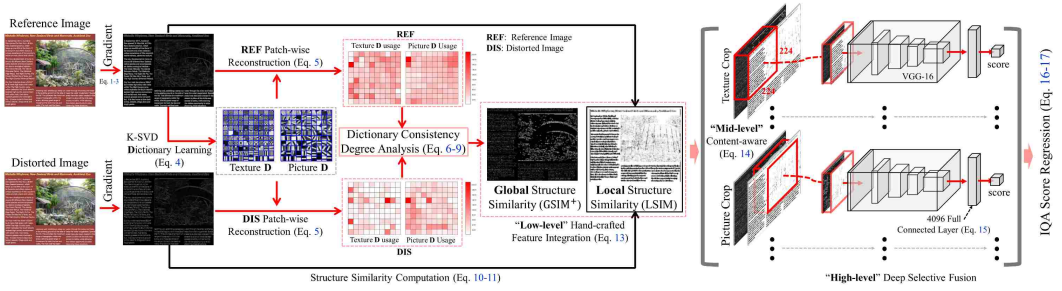 Reference Image
Gradient
Eq. 1-3
REF Patch-wise
Reconstruction (Eq. 5)
REF
Texture D Usage
Picture D Usage
REF: Reference Image
DIS: Distorted Image
K-SVD
Dictionary Learning
(Eq. 4)
Texture D
Picture D
Dictionary Consistency
Degree Analysis (Eq. 6-9)
Distorted Image
Gradient
DIS Patch-wise
Reconstruction (Eq. 5)
Texture D usage
Picture D Usage
DIS
Global Structure
Similarity (GSIM+)
Local Structure
Similarity (LSIM)
"Low-level" Hand-crafted
Feature Integration (Eq. 13)
Structure Similarity Computation (Eq. 10-11)
Texture Crop
224
224
VGG-16
score
"Mid-level"
Content-aware
(Eq. 14)
Picture Crop
score
4096 Full
Connected Layer (Eq. 15)
"High-level" Deep Selective Fusion
IQA Score Regression (Eq. 16-17)